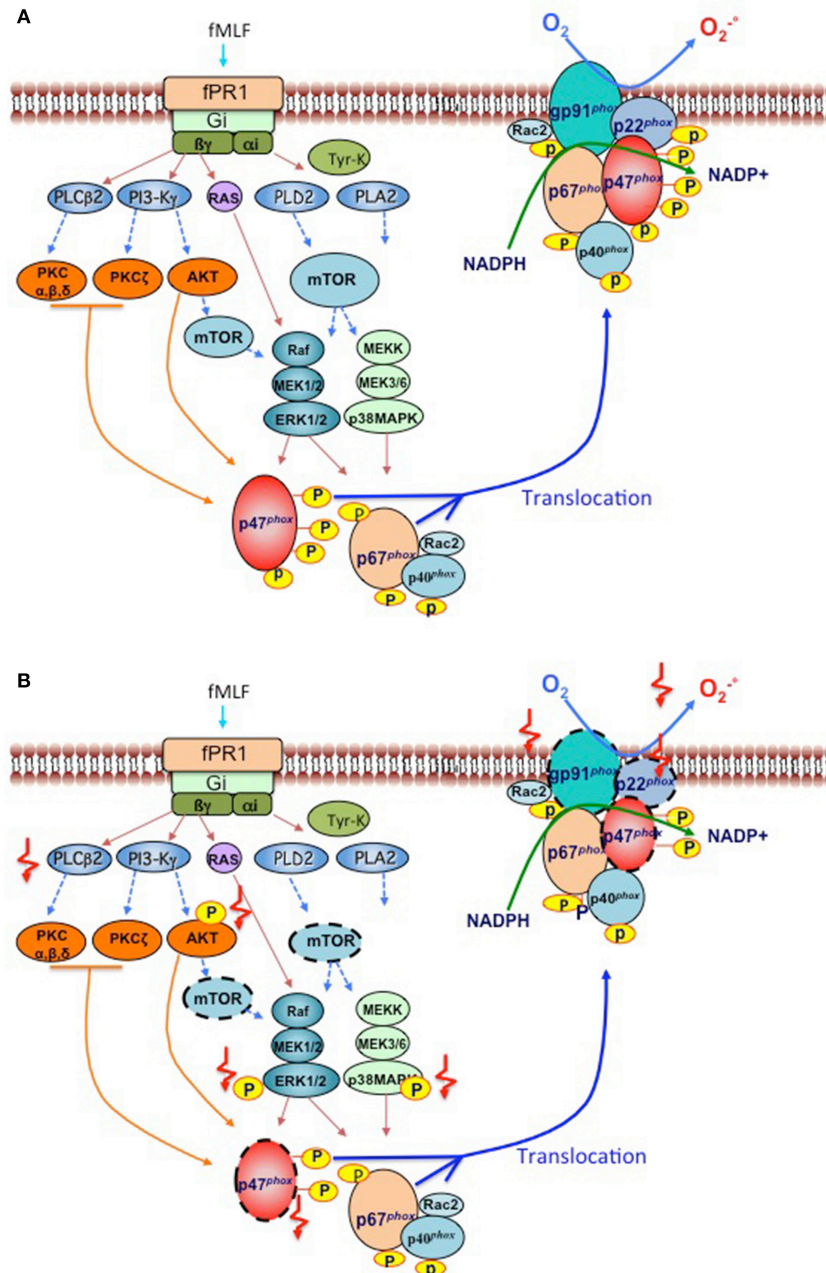 A
fMLF
O2
O2-°
fPR1
Gi
ßγ
αi
Tyr-K
gp91phox
p22phox
Rac2
p
p
P
PLCβ2
PI3-Kγ
RAS
PLD2
PLA2
p67phox
p47phox
NADP+
P
P
p
NADPH
P
p40phox
p
PKC
α,β,δ
PKCζ
AKT
mTOR
mTOR
Raf
MEKK
MEK1/2
MEK3/6
ERK1/2
p38MAPK
p47phox
P
P
P
p
P
p67phox
Rac2
p40phox
P
p
Translocation
B
fMLF
O2
O2-°
fPR1
Gi
ßγ
αi
Tyr-K
gp91phox
p22phox
Rac2
p
P
PLCβ2
PI3-Kγ
RAS
PLD2
PLA2
p67phox
p47phox
NADP+
P
NADPH
P
p40phox
p
P
PKC
α,β,δ
PKCζ
AKT
mTOR
mTOR
Raf
MEKK
MEK1/2
MEK3/6
P
ERK1/2
p38MAPK
P
p47phox
P
P
P
p67phox
Rac2
p40phox
P
p
Translocation